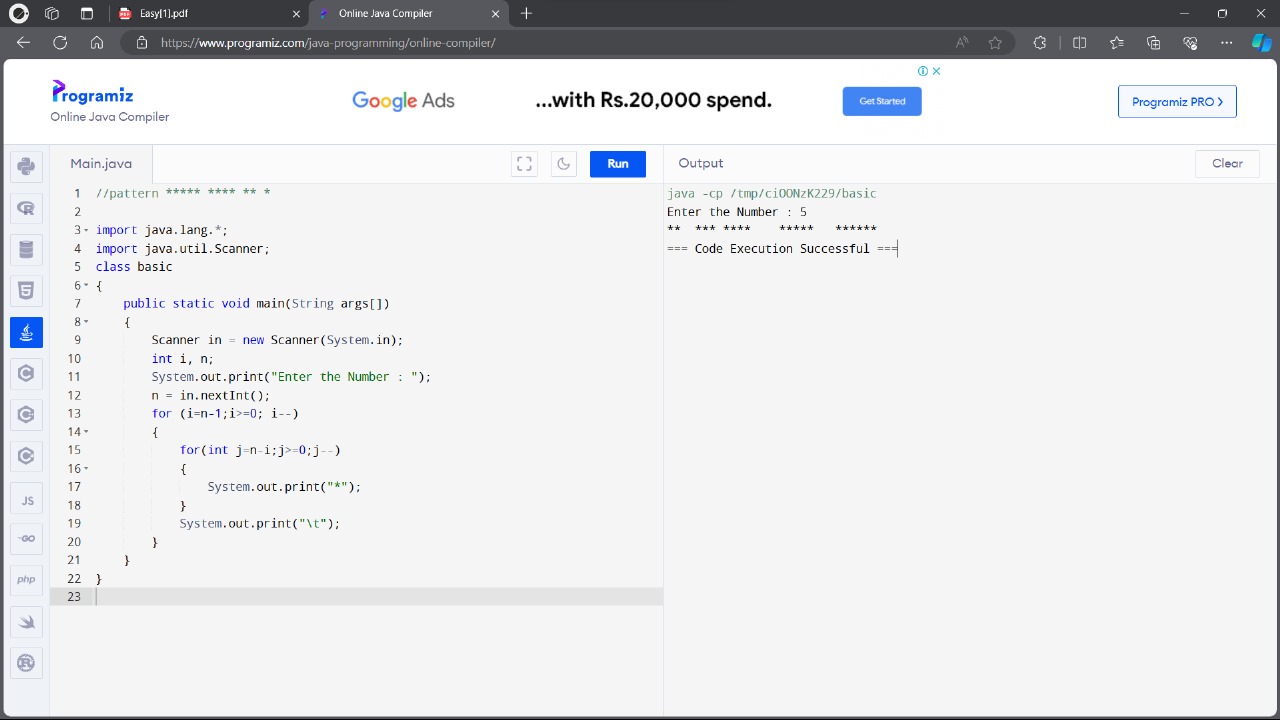 Easy[1].pdf
Online Java Compiler
https://www.programiz.com/java-programming/online-compiler/
Programiz
Online Java Compiler
Google Ads
...with Rs.20,000 spend.
Get Started
Programiz PRO >
Main.java
Run
Output
Clear
1 //pattern ***** **** ** *
2
3 import java.lang.*;
4 import java.util.Scanner;
5 class basic
6 {
7 public static void main(String args[])
8 {
9 Scanner in = new Scanner(System.in);
10 int i, n;
11 System.out.print("Enter the Number : ");
12 n = in.nextInt();
13 for (i=n-1;i>=0; i--)
14 {
15 for(int j=n-i;j>=0;j--)
16 {
17 System.out.print("*");
18 }
19 System.out.print("\t");
20 }
21 }
22 }
23
java -cp /tmp/ciOONzK229/basic
Enter the Number : 5
** *** **** ***** ******
=== Code Execution Successful ===
JS
GO
php